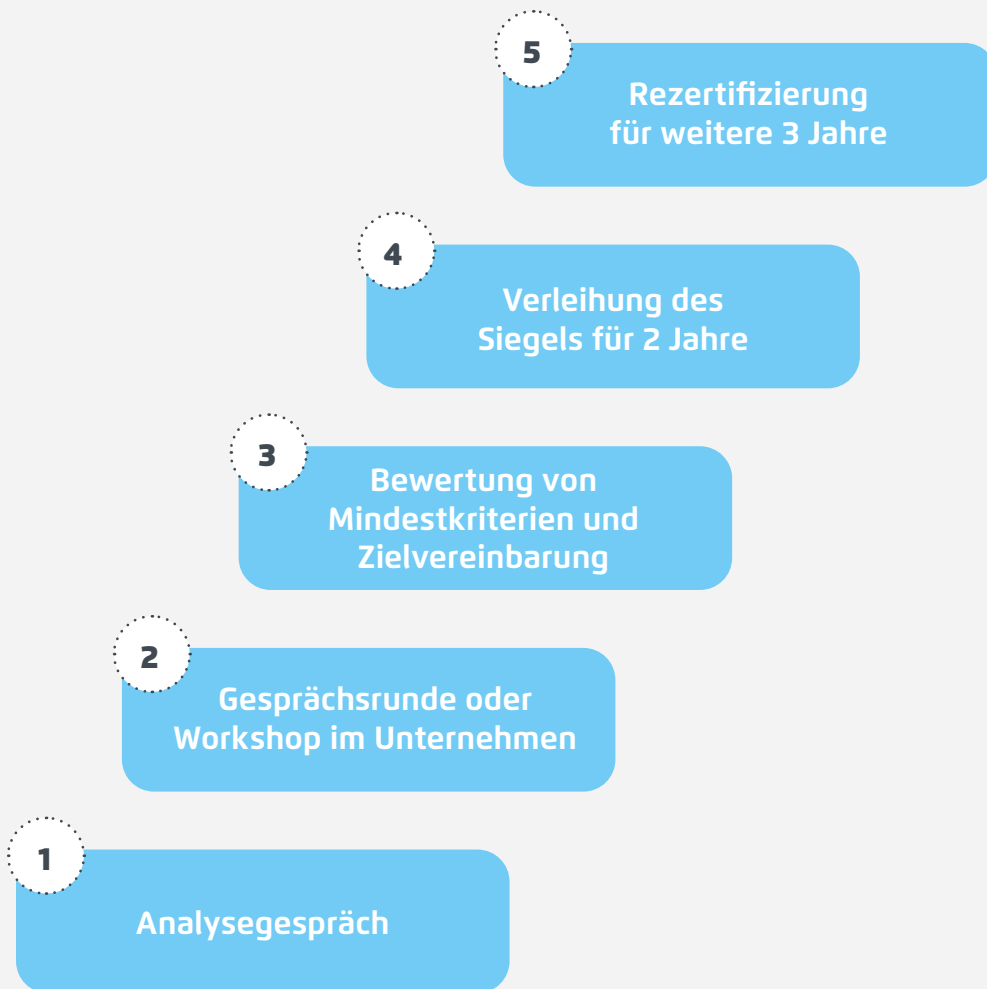 5
Rezertifizierung
für weitere 3 Jahre
4
Verleihung des
Siegels für 2 Jahre
3
Bewertung von
Mindestkriterien und
Zielvereinbarung
2
Gesprächsrunde oder
Workshop im Unternehmen
1
Analysegespräch